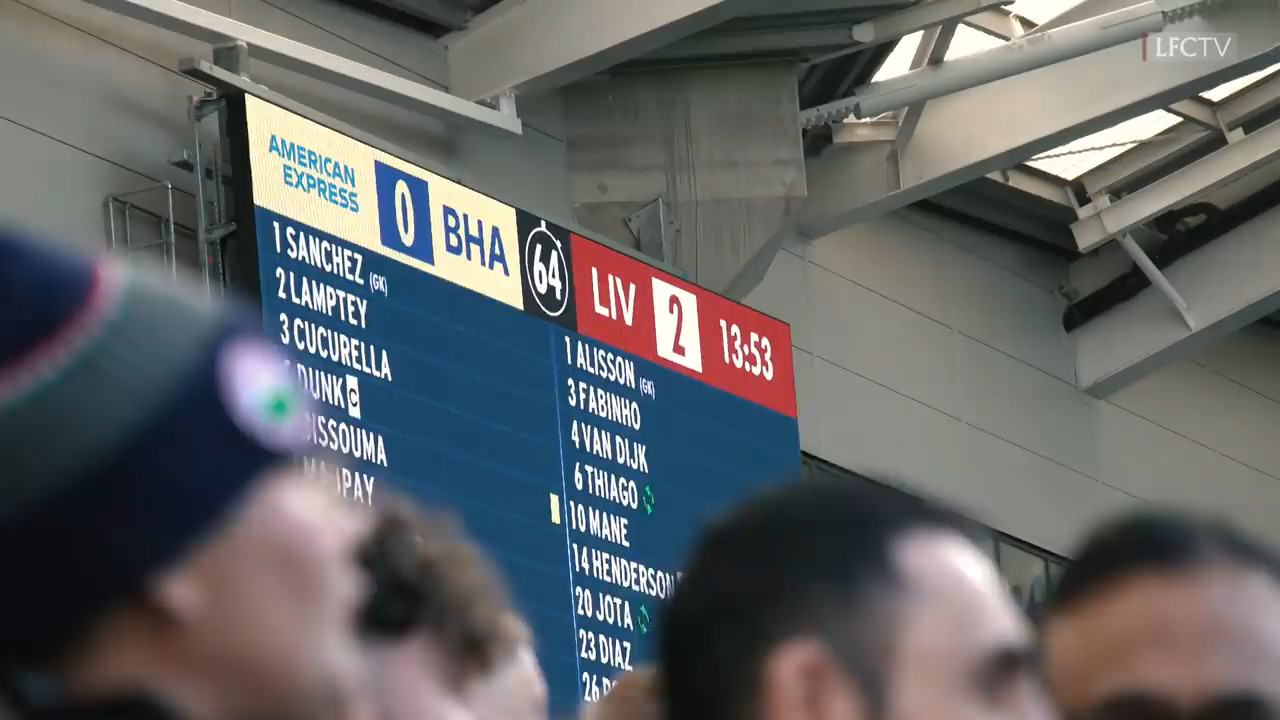 LFCTV
AMERICAN
EXPRESS
0
BHA
64
LIV
2
13:53
1 SANCHEZ (GK)
2 LAMPTEY
3 CUCURELLA
DUNK C
1 ALISSON (GK)
3 FABINHO
4 VAN DIJK
6 THIAGO
10 MANE
14 HENDERSON
20 JOTA
23 DIAZ
26